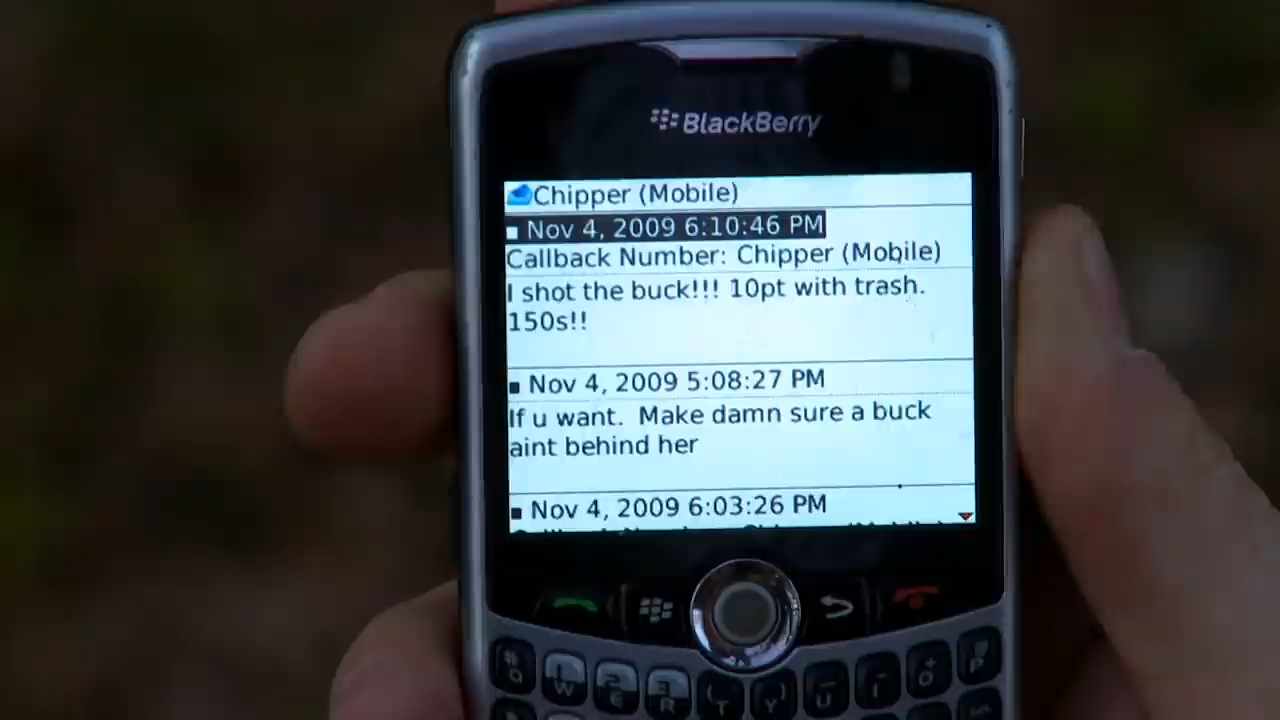 BlackBerry
Chipper (Mobile)
Nov 4, 2009 6:10:46 PM
Callback Number: Chipper (Mobile)
I shot the buck!!! 10pt with trash.
150s!!
Nov 4, 2009 5:08:27 PM
If u want. Make damn sure a buck
aint behind her
Nov 4, 2009 6:03:26 PM
# Q W E R ( T ) Y _ U - I + O P